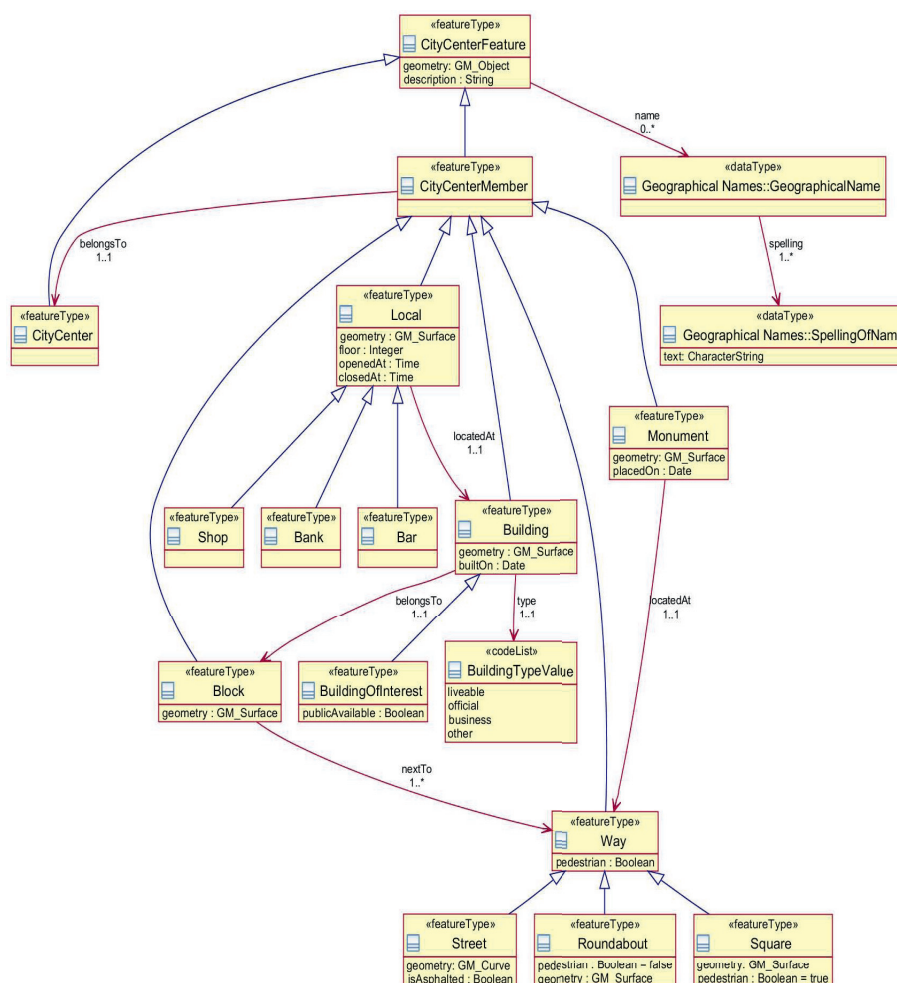 «featureType»
CityCenterFeature
geometry: GM_Object
description : String
name
0..*
«featureType»
CityCenterMember
«dataType»
Geographical Names::GeographicalName
belongsTo
1..1
spelling
1..*
«featureType»
CityCenter
«featureType»
Local
geometry : GM_Surface
floor : Integer
openedAt : Time
closedAt : Time
«dataType»
Geographical Names::SpellingOfNam
text: CharacterString
«featureType»
Monument
geometry: GM_Surface
placedOn : Date
locatedAt
1..1
«featureType»
Shop
«featureType»
Bank
«featureType»
Bar
«featureType»
Building
geometry : GM_Surface
builtOn : Date
belongsTo
1..1
type
1..1
locatedAt
1..1
«featureType»
Block
geometry : GM_Surface
«featureType»
BuildingOfInterest
publicAvailable : Boolean
«codeList»
BuildingTypeValue
liveable
official
business
other
nextTo
1..*
«featureType»
Way
pedestrian : Boolean
«featureType»
Street
geometry: GM_Curve
isAsphalted : Boolean
«featureType»
Roundabout
pedestrian : Boolean = false
geometry : GM_Surface
«featureType»
Square
geometry: GM_Surface
pedestrian : Boolean = true